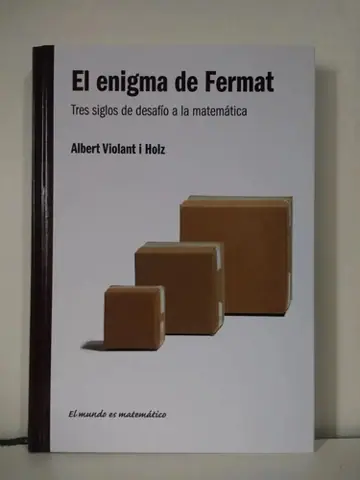 El enigma de Fermat
Tres siglos de desafío a la matemática
Albert Violant i Holz
El mundo es matemático